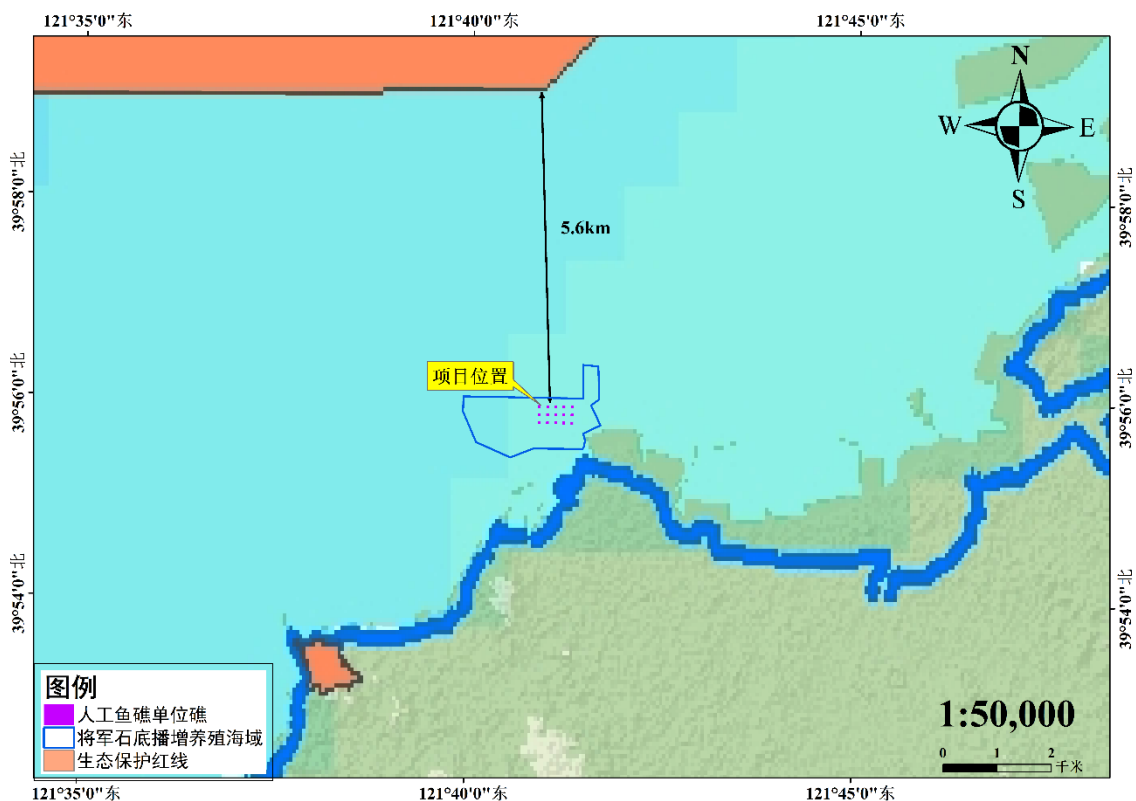 121°35'0"东
121°40'0"东
121°45'0"东
N
W
E
S
39°58'0"北
39°58'0"北
5.6km
项目位置
39°56'0"北
39°56'0"北
39°54'0"北
39°54'0"北
图例
人工鱼礁单位礁
将军石底播增养殖海域
生态保护红线
1:50,000
0 1 2
千米
121°35'0"东
121°40'0"东
121°45'0"东